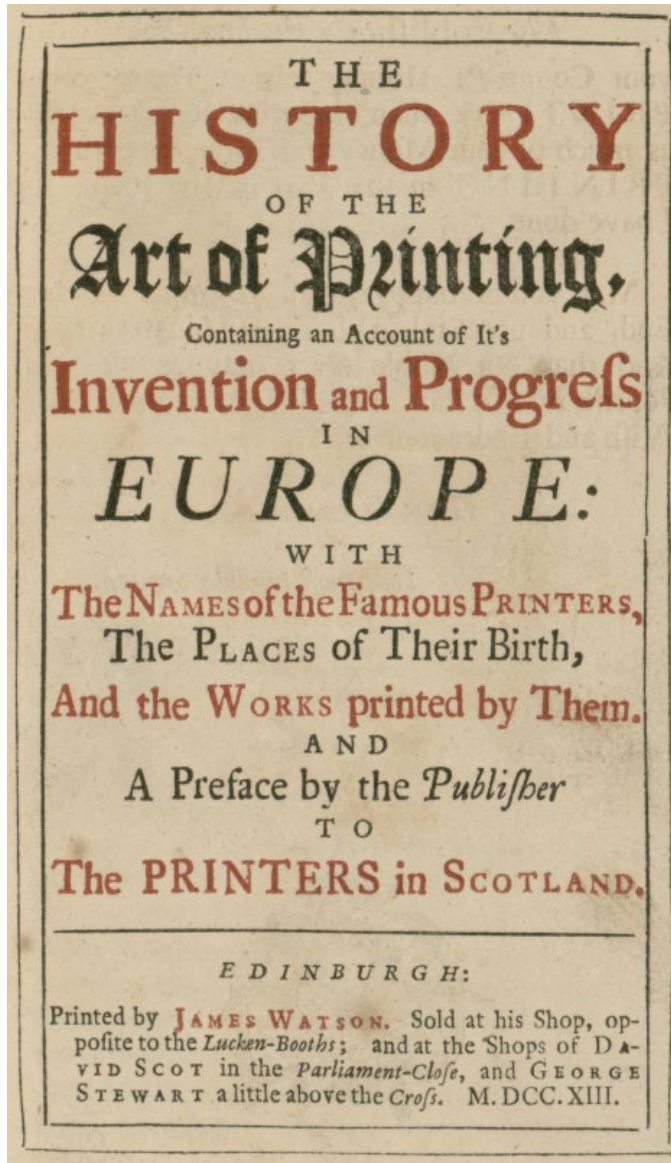 THE
HISTORY
OF THE
Art of Printing,
Containing an Account of It's
Invention and Progreſs
IN
EUROPE:
WITH
The NAMES of the Famous PRINTERS,
The PLACES of Their Birth,
And the WORKS printed by Them.
AND
A Preface by the Publiſher
TO
The PRINTERS in SCOTLAND.
EDINBURGH:
Printed by JAMES WATSON. Sold at his Shop, op-
poſite to the Lucken-Booths; and at the Shops of DA-
VID SCOT in the Parliament-Cloſe, and GEORGE
STEWART a little above the Croſs. M. DCC. XIII.